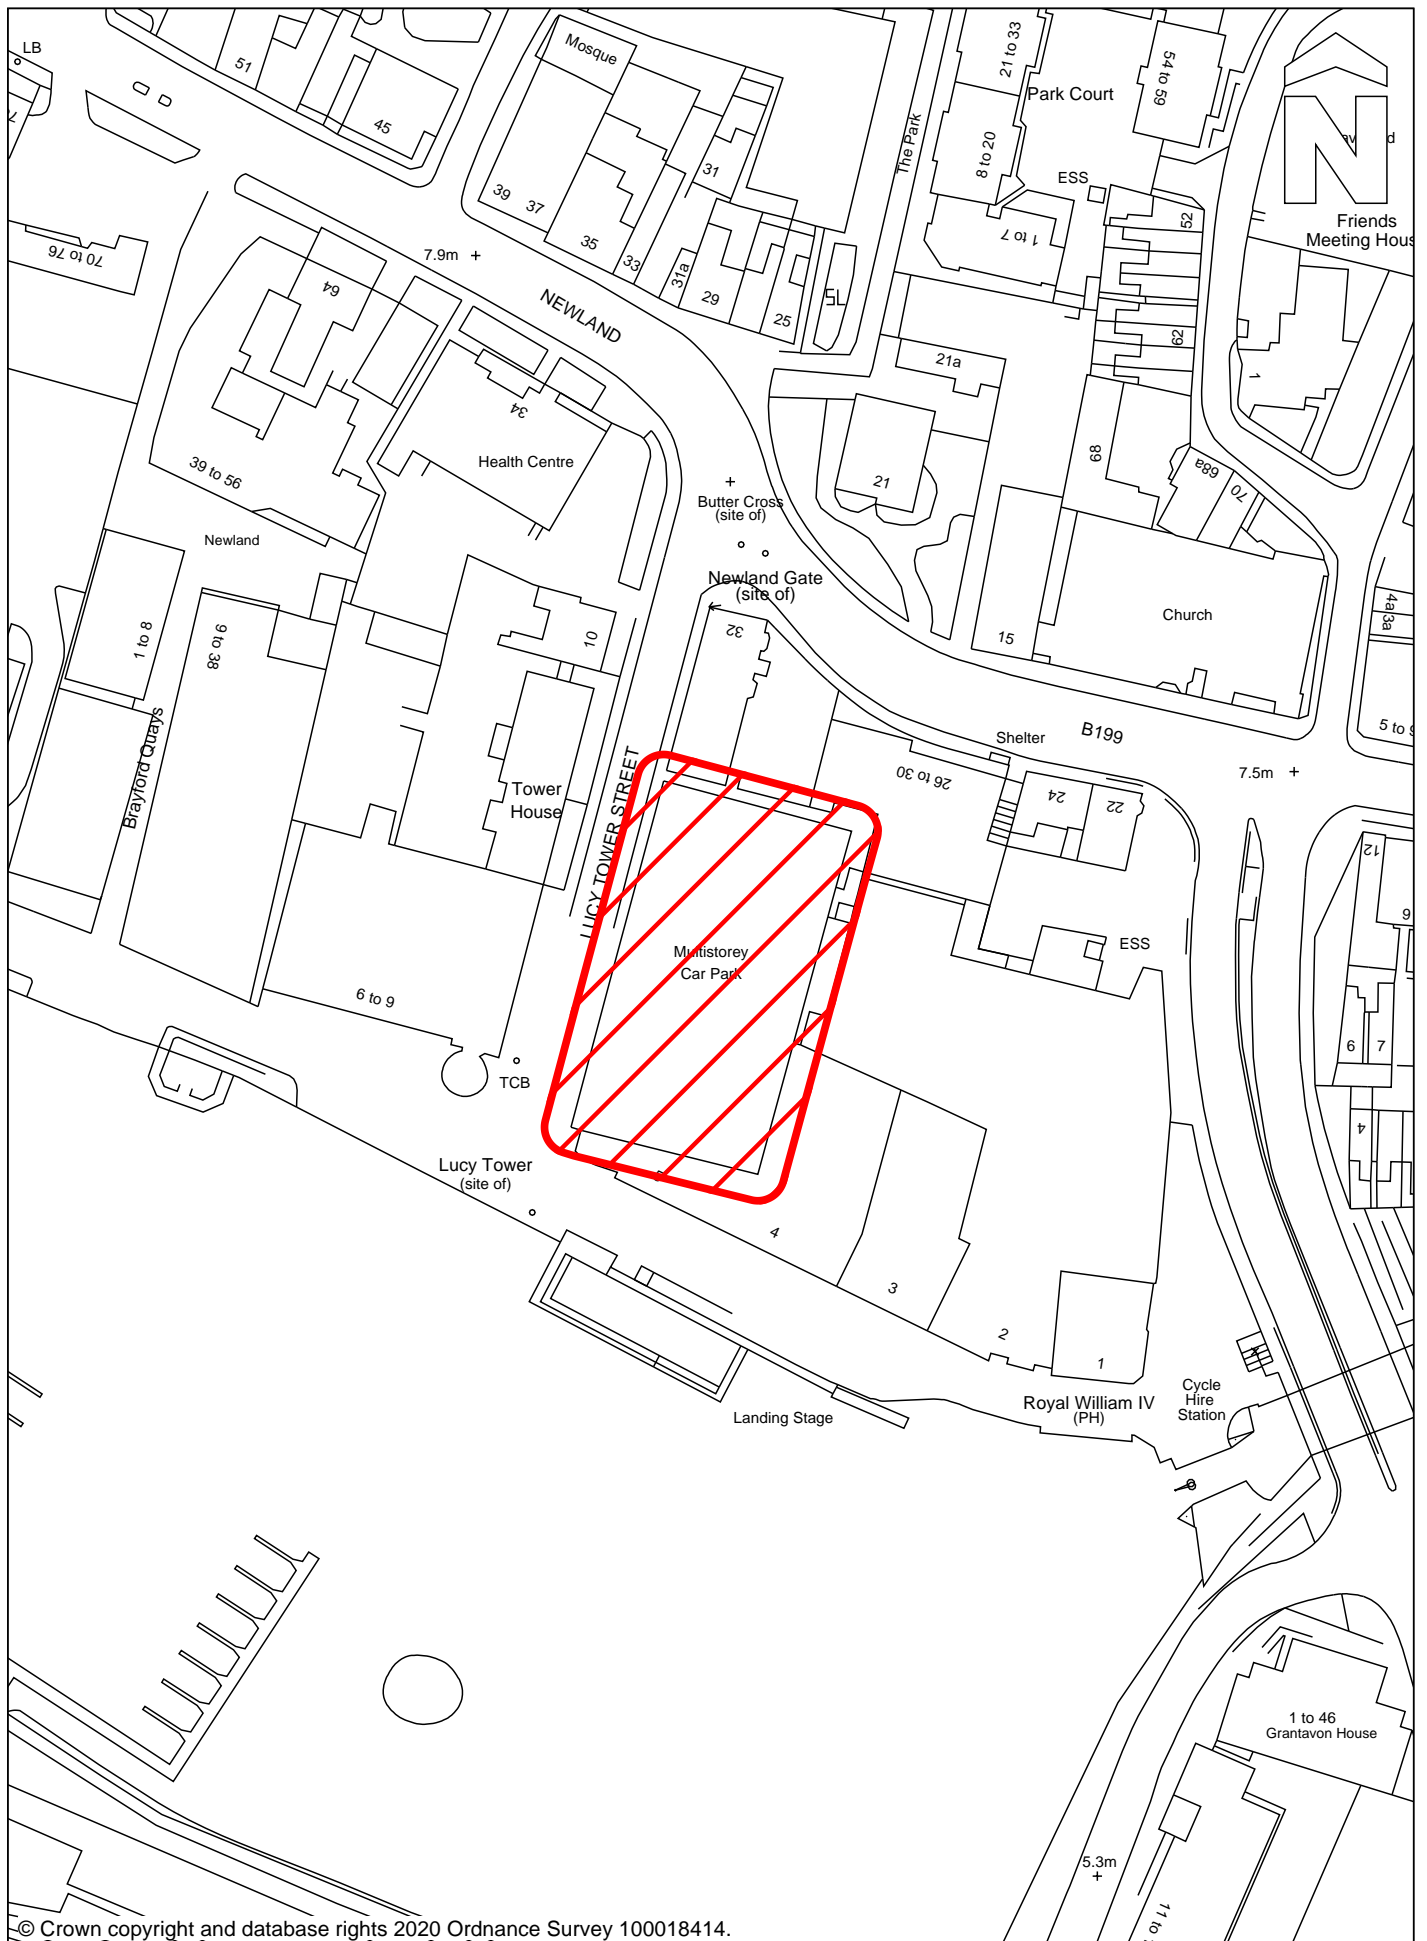 LB
51
45
Mosque
39
37
35
33
31
31a
29
25
The Park
21 to 33
8 to 20
1 to 7
Park Court
54 to 59
ESS
52
62
N
Friends
Meeting Hous
70 to 76
7.9m
64
NEWLAND
34
Health Centre
39 to 56
Newland
21a
21
68
68a
70
1
Butter Cross
(site of)
Newland Gate
(site of)
15
Church
4a
3a
1 to 8
9 to 38
10
32
Brayford Quays
Tower
House
LUCY TOWER STREET
26 to 30
Shelter
B199
24
22
7.5m
5 to
12
Multistorey
Car Park
ESS
6 to 9
TCB
6
7
4
Lucy Tower
(site of)
4
3
2
1
Royal William IV
(PH)
Cycle
Hire
Station
Landing Stage
1 to 46
Grantavon House
5.3m
11 to
© Crown copyright and database rights 2020 Ordnance Survey 100018414.